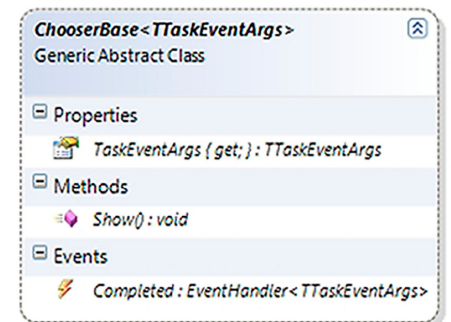 ChooserBase<TTaskEventArgs>
Generic Abstract Class
Properties
TaskEventArgs { get; } : TTaskEventArgs
Methods
Show() : void
Events
Completed : EventHandler<TTaskEventArgs>